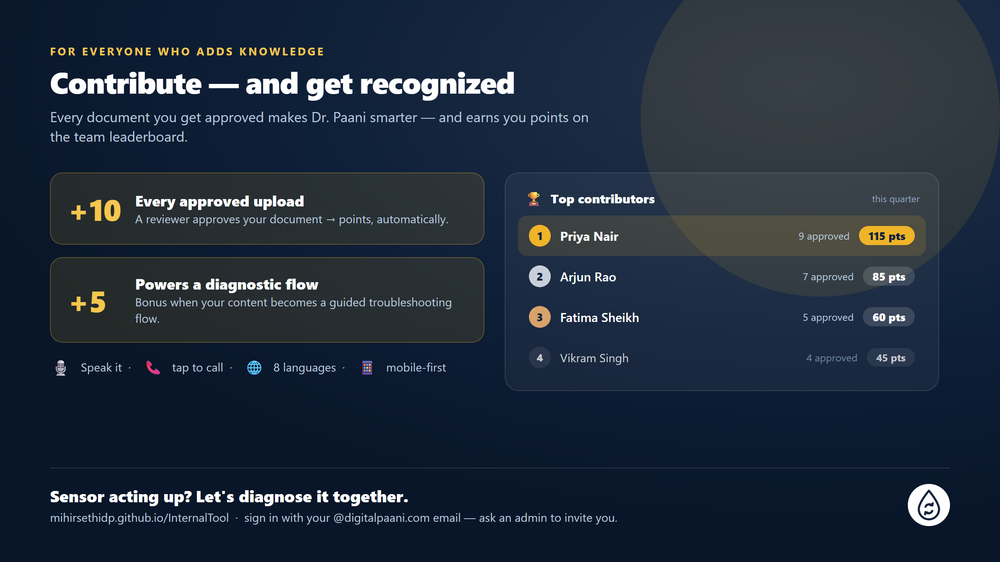 FOR EVERYONE WHO ADDS KNOWLEDGE
Contribute — and get recognized
Every document you get approved makes Dr. Paani smarter — and earns you points on
the team leaderboard.
+10
Every approved upload
A reviewer approves your document → points, automatically.
+5
Powers a diagnostic flow
Bonus when your content becomes a guided troubleshooting
flow.
Speak it · tap to call · 8 languages · mobile-first
Top contributors this quarter
1 Priya Nair 9 approved 115 pts
2 Arjun Rao 7 approved 85 pts
3 Fatima Sheikh 5 approved 60 pts
4 Vikram Singh 4 approved 45 pts
Sensor acting up? Let's diagnose it together.
mihirsethidp.github.io/InternalTool · sign in with your @digitalpaani.com email — ask an admin to invite you.